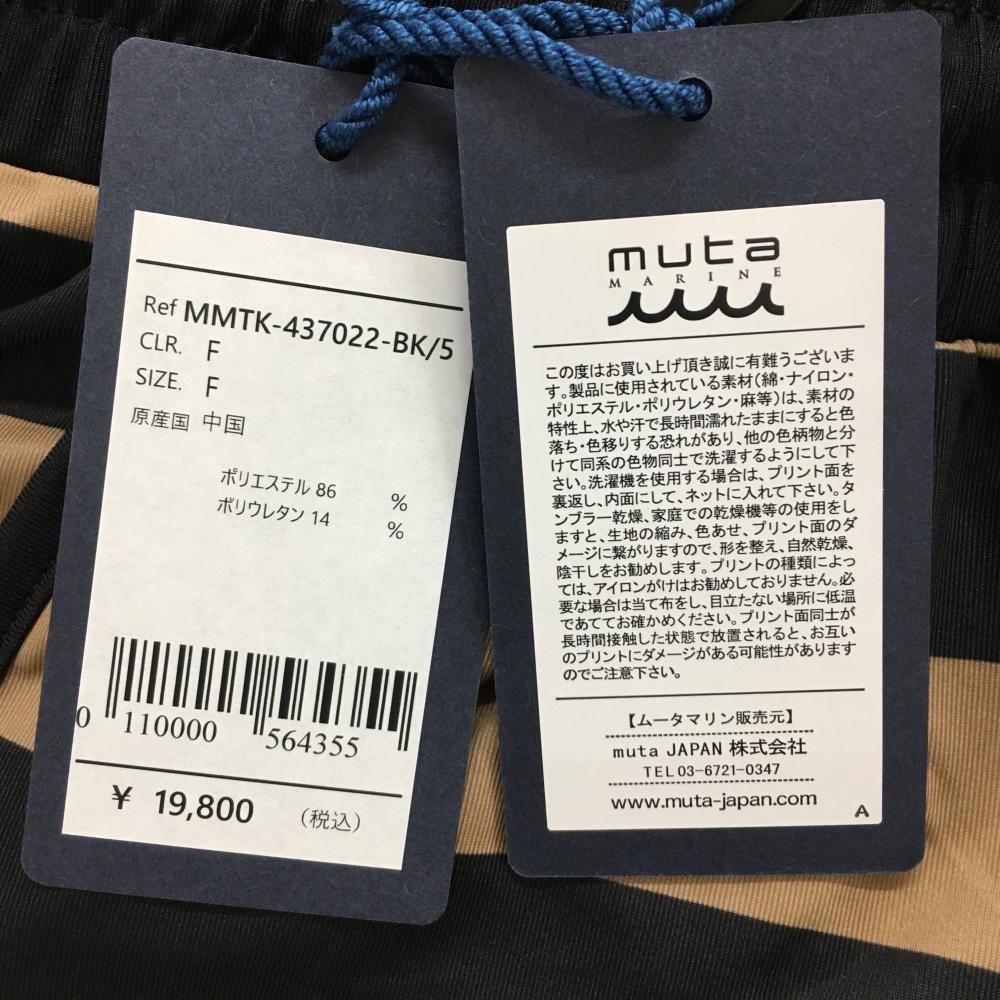 Ref MMTK-437022-BK/5
CLR. F
SIZE. F
原産国 中国
ポリエステル 86 %
ポリウレタン 14 %
0 110000 564355
¥ 19,800 (税込)
muta
MARINE
この度はお買い上げ頂き誠に有難うございま
す。製品に使用されている素材(綿・ナイロン・
ポリエステル・ポリウレタン・麻等)は、素材の
特性上、水や汗で長時間濡れたままにすると色
落ち・色移りする恐れがあり、他の色柄物と分
けて同系の色物同士で洗濯するようにして下
さい。洗濯機を使用する場合は、プリント面を
裏返し、内面にして、ネットに入れて下さい。タ
ンブラー乾燥、家庭での乾燥機等の使用をし
ますと、生地の縮み、色あせ、プリント面のダ
メージに繋がりますので、形を整え、自然乾燥、
陰干しをお勧めします。プリントの種類によっ
ては、アイロンがけはお勧めしておりません。必
要な場合は当て布をし、目立たない場所に低温
であててお確かめください。プリント面同士が
長時間接触した状態で放置されると、お互い
のプリントにダメージがある可能性があります
のでご注意下さい。
【ムータマリン販売元】
muta JAPAN 株式会社
TEL 03-6721-0347
www.muta-japan.com
A